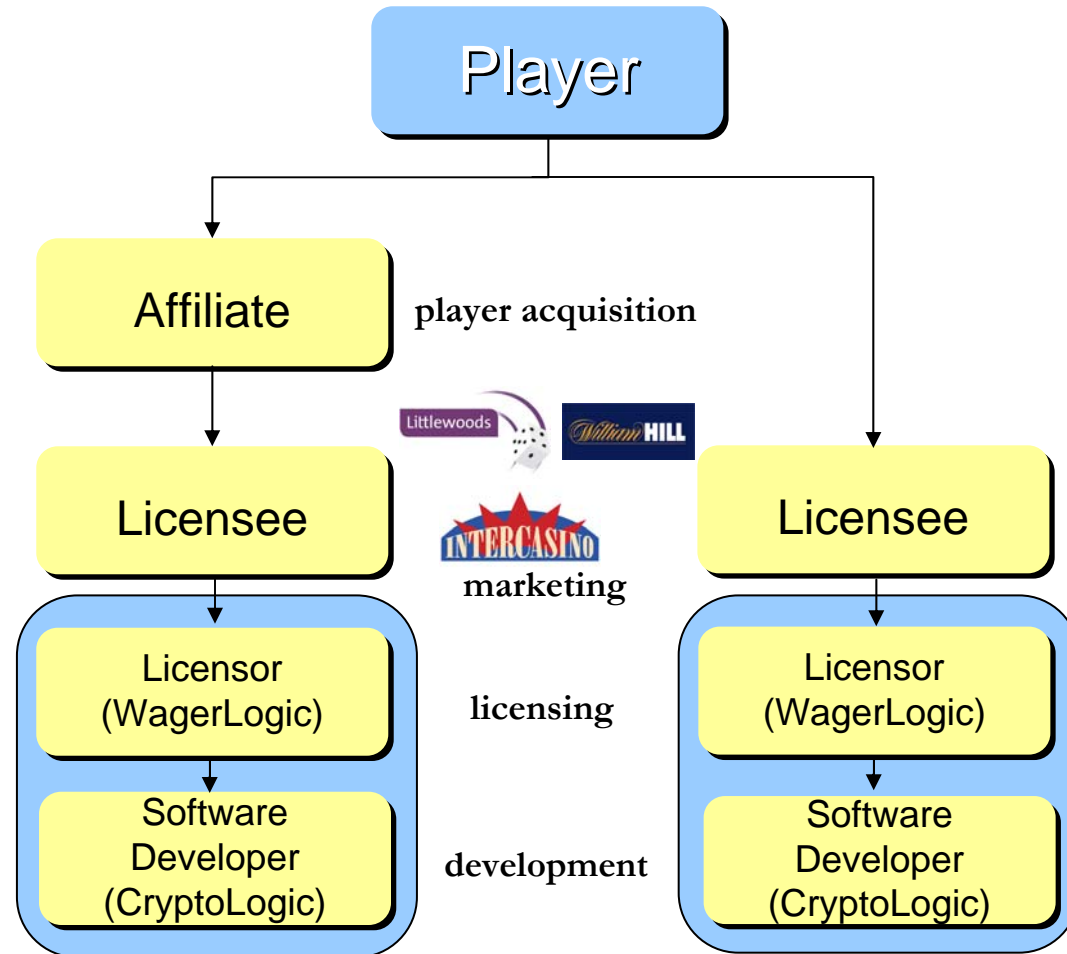 Player
Affiliate
player acquisition
Littlewoods
William HILL
Licensee
Licensee
INTERCASINO
marketing
Licensor
(WagerLogic)
licensing
Licensor
(WagerLogic)
Software
Developer
(CryptoLogic)
development
Software
Developer
(CryptoLogic)